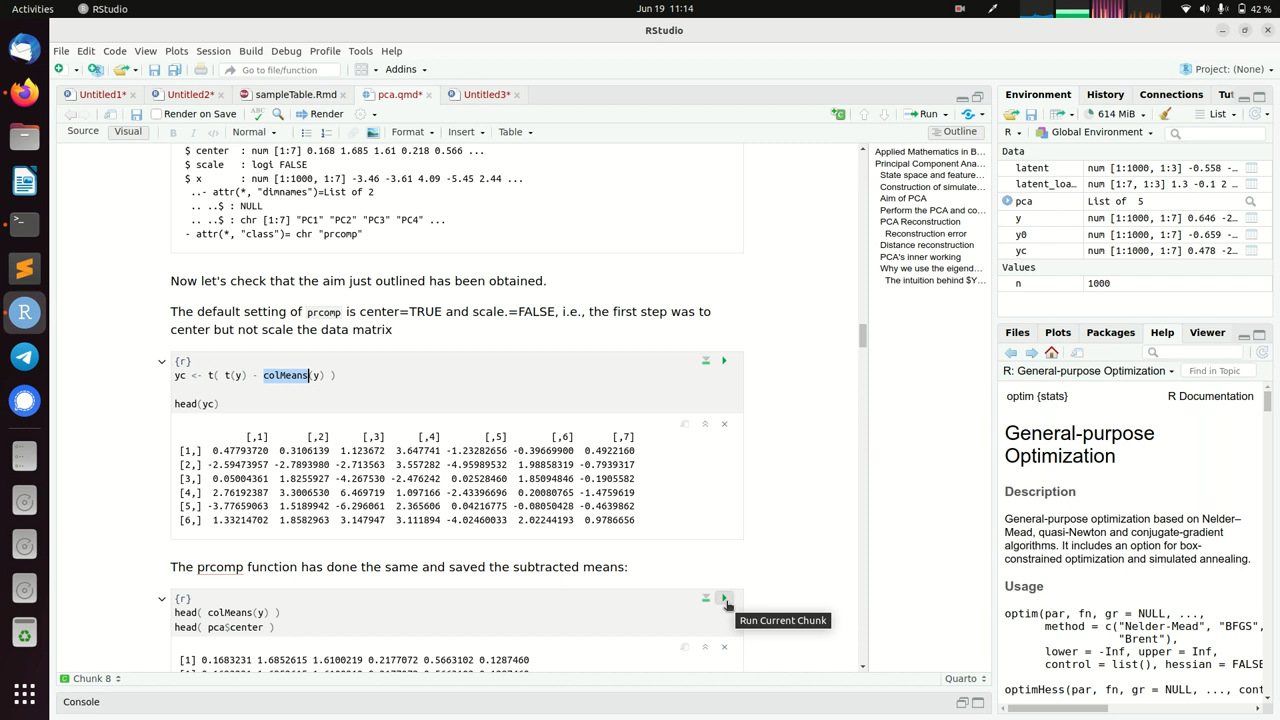 Activities RStudio Jun 19 11:14 42 %
RStudio
File Edit Code View Plots Session Build Debug Profile Tools Help
Go to file/function Addins Project: (None)
Untitled1* × Untitled2* × sampleTable.Rmd × pca.qmd* × Untitled3* ×
Render on Save Render Run
Source Visual B I </> Normal Format Insert Table Outline
$ center : num [1:7] 0.168 1.685 1.61 0.218 0.566 ...
$ scale : logi FALSE
$ x : num [1:1000, 1:7] -3.46 -3.61 4.09 -5.45 2.44 ...
..- attr(*, "dimnames")=List of 2
.. ..$ : NULL
.. ..$ : chr [1:7] "PC1" "PC2" "PC3" "PC4" ...
- attr(*, "class")= chr "prcomp"
Now let's check that the aim just outlined has been obtained.
The default setting of prcomp is center=TRUE and scale.=FALSE, i.e., the first step was to
center but not scale the data matrix
{r}
yc <- t( t(y) - colMeans(y) )
head(yc)
[,1] [,2] [,3] [,4] [,5] [,6] [,7]
[1,] 0.47793720 0.3106139 1.123672 3.647741 -1.23282656 -0.39669900 0.4922160
[2,] -2.59473957 -2.7893980 -2.713563 3.557282 -4.95989532 1.98858319 -0.7939317
[3,] 0.05004361 1.8255927 -4.267530 -2.476242 0.02528460 1.85094846 -0.1905582
[4,] 2.76192387 3.3006530 6.469719 1.097166 -2.43396696 0.20080765 -1.4759619
[5,] -3.77659063 1.5189942 -6.296061 2.365606 0.04216775 -0.08050428 -0.4639862
[6,] 1.33214702 1.8582963 3.147947 3.111894 -4.02460033 2.02244193 0.9786656
The prcomp function has done the same and saved the subtracted means:
{r}
head( colMeans(y) )
head( pca$center )
Run Current Chunk
[1] 0.1683231 1.6852615 1.6100219 0.2177072 0.5663102 0.1287460
Chunk 8 Quarto
Console
Applied Mathematics in B...
Principal Component Ana...
State space and feature...
Construction of simulate...
Aim of PCA
Perform the PCA and co...
PCA Reconstruction
Reconstruction error
Distance reconstruction
PCA's inner working
Why we use the eigend...
The intuition behind $Y...
Environment History Connections Tut
614 MiB List
R Global Environment
Data
latent num [1:1000, 1:3] -0.558 -...
latent_loa... num [1:7, 1:3] 1.3 -0.1 2 ...
pca List of 5
y num [1:1000, 1:7] 0.646 -2...
y0 num [1:1000, 1:7] -0.659 -...
yc num [1:1000, 1:7] 0.478 -2...
Values
n 1000
Files Plots Packages Help Viewer
R: General-purpose Optimization Find in Topic
optim {stats} R Documentation
General-purpose
Optimization
Description
General-purpose optimization based on Nelder–
Mead, quasi-Newton and conjugate-gradient
algorithms. It includes an option for box-
constrained optimization and simulated annealing.
Usage
optim(par, fn, gr = NULL, ...,
method = c("Nelder-Mead", "BFGS",
"Brent"),
lower = -Inf, upper = Inf,
control = list(), hessian = FALSE
optimHess(par, fn, gr = NULL, ..., cont